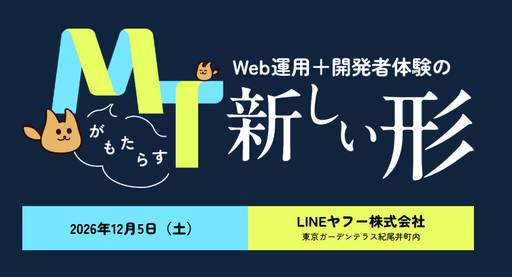 MT
がもたらす
Web運用＋開発者体験の
新しい形
2026年12月5日（土）
LINEヤフー株式会社
東京ガーデンテラス紀尾井町内